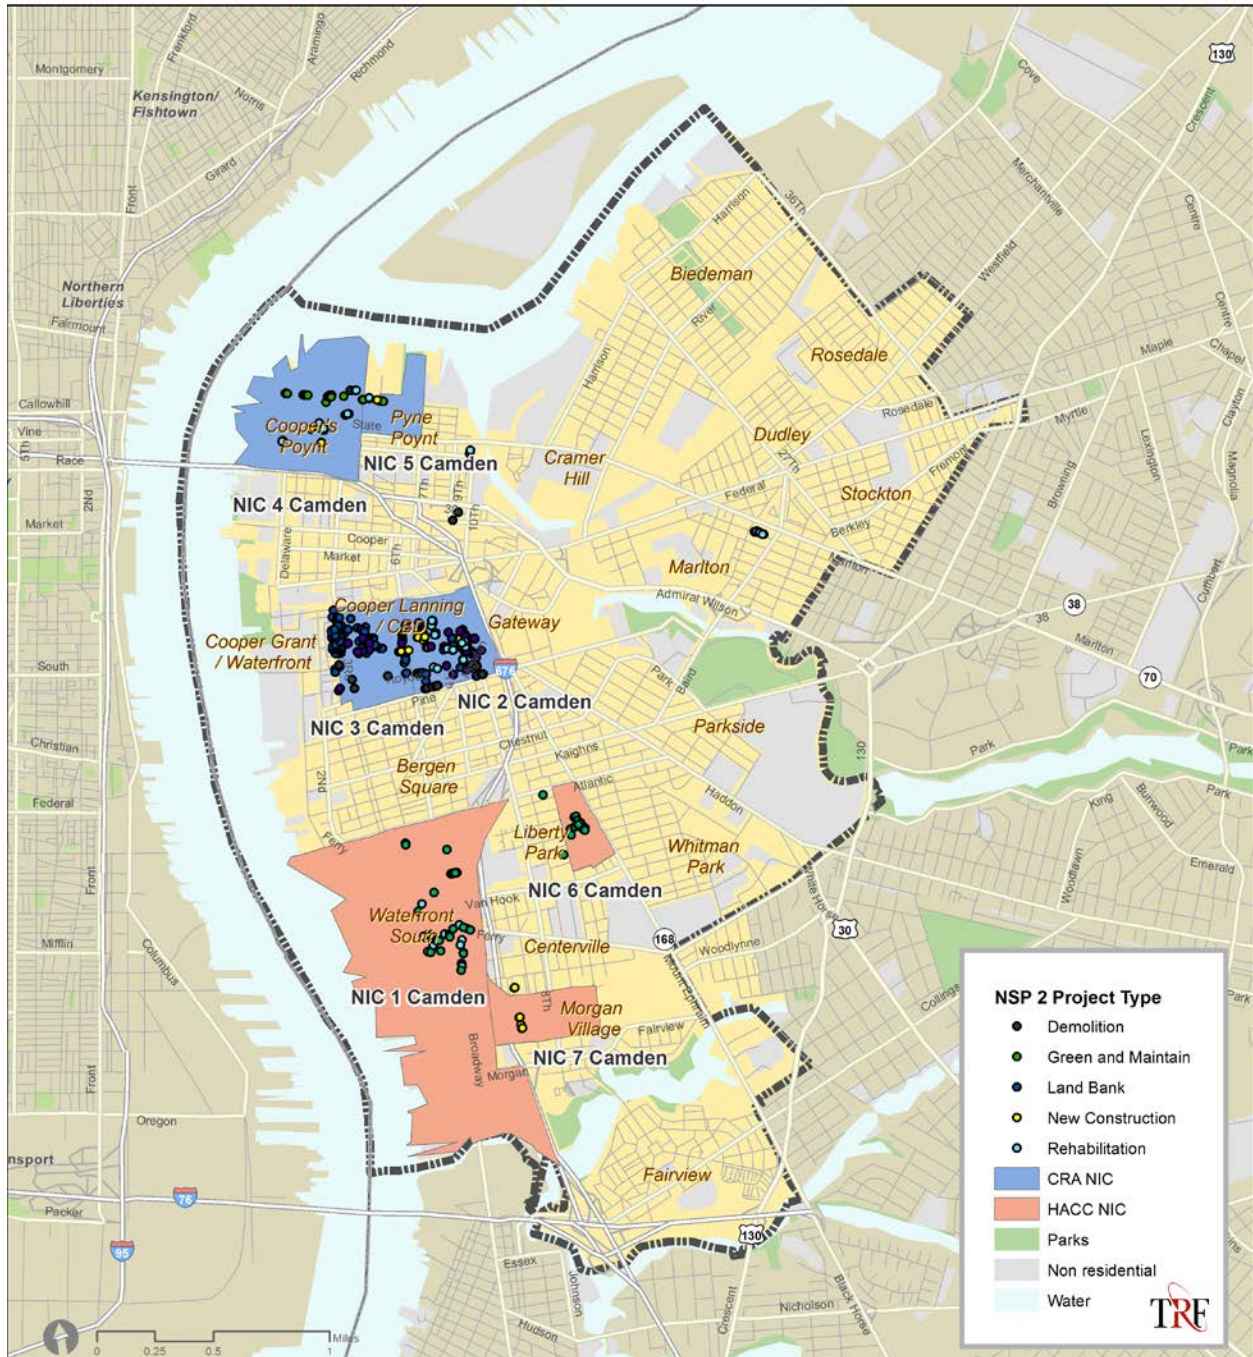 130
Frankford
Aramingo
Richmond
Cove
Crescent
Montgomery
Kensington/
Fishtown
Norris
Merchantville
Front
Girard
36Th
Centre
Harrison
Westfield
Biedeman
Northern
Liberties
River
Fairmount
Centre
Rosedale
Maple
Chapel
Harrison
Callowhill
Clayton
Rosedale
Myrtle
Pyne
Poynt
Cooper's
Poynt
State
Vine
Dudley
5Th
Race
Lexington
Cramer
Hill
27Th
Fremont
NIC 5 Camden
Magnolia
Browning
Federal
Stockton
7Th
9Th
10Th
2Nd
NIC 4 Camden
Market
Berkley
Cooper
Delaware
Market
6Th
Marlton
Marlton
Cuthbert
Admiral Wilson
Cooper Lanning
/ CBD
38
38
Gateway
Cooper Grant
/ Waterfront
Marlton
South
676
Park
Baird
70
Pine
NIC 2 Camden
Parkside
NIC 3 Camden
Chestnut
Park
Christian
Kaighns
130
Park
Bergen
Square
2Nd
Atlantic
Haddon
King
Burrwood
Park
Federal
Ferry
Liberty
Park
Whitman
Park
Emerald
Front
Woodlawn
NIC 6 Camden
White Horse
Van Hook
Waterfront
South
Ferry
168
30
Mifflin
Columbus
Centerville
Woodlynne
Collings
NIC 1 Camden
8Th
Mount Ephraim
Morgan
Village
Fairview
NIC 7 Camden
Broadway
Front
Morgan
Oregon
nsport
Fairview
76
Packer
130
95
Essex
Johnson
Crescent
Black Horse
Nicholson
Hudson
NSP 2 Project Type
Demolition
Green and Maintain
Land Bank
New Construction
Rehabilitation
CRA NIC
HACC NIC
Parks
Non residential
Water
TRF
Miles
0 0.25 0.5 1